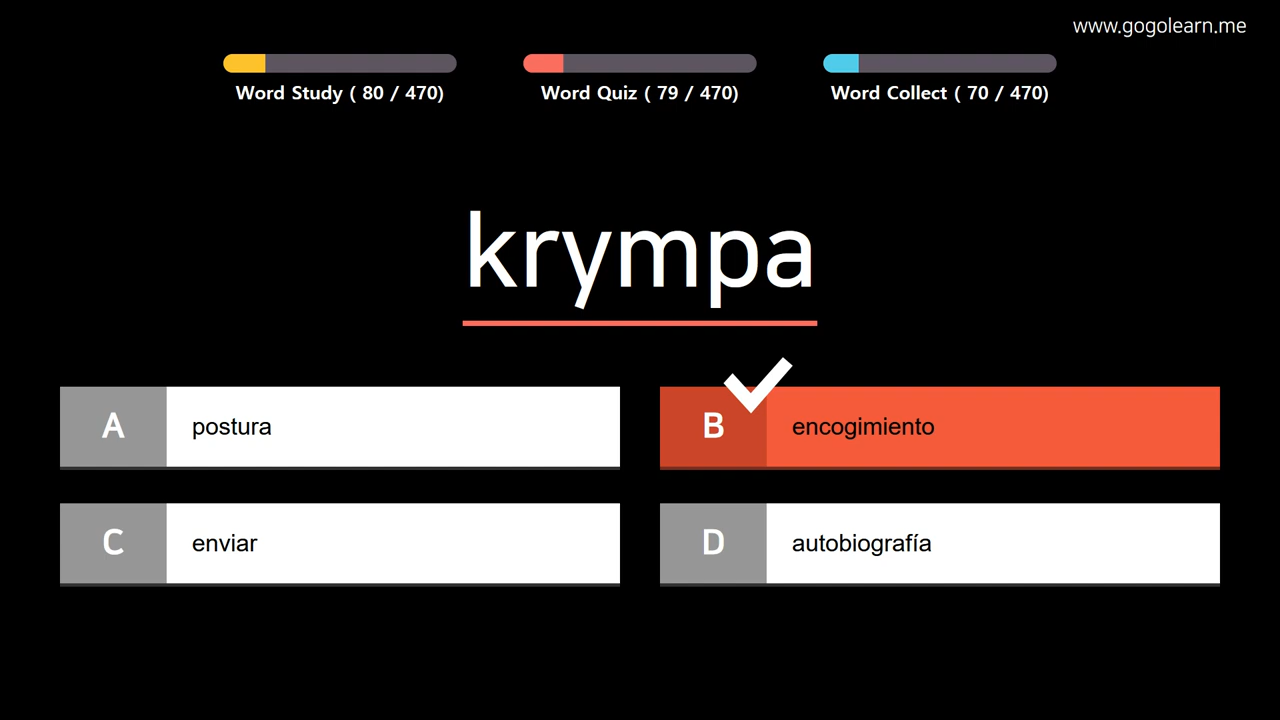 www.gogolearn.me
Word Study ( 80 / 470)
Word Quiz ( 79 / 470)
Word Collect ( 70 / 470)
krympa
A postura
B encogimiento
C enviar
D autobiografía